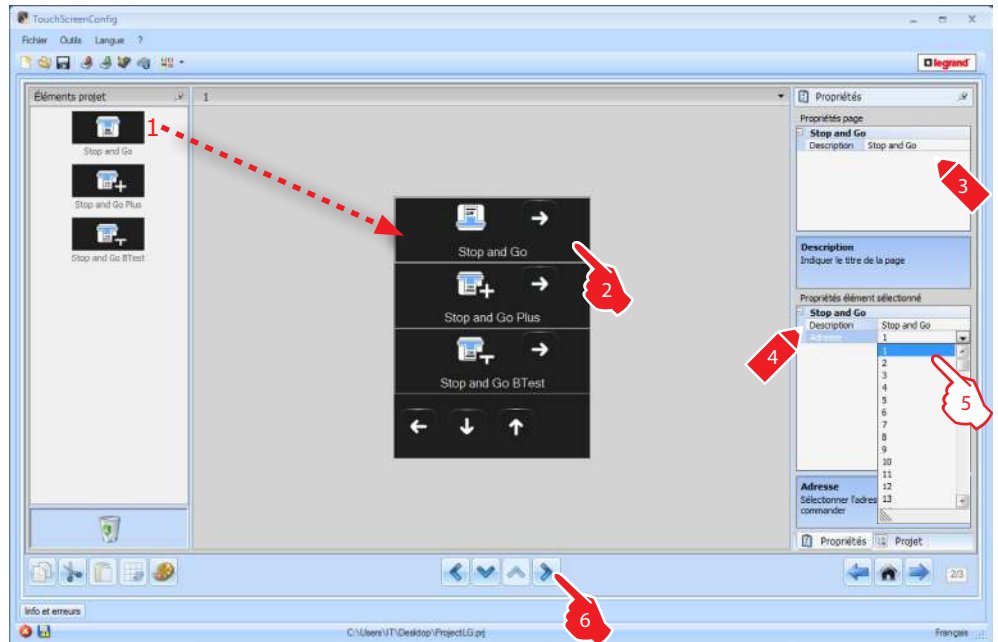 TouchScreenConfig
Fichier Outils Langue ?
legrand
Éléments projet
1
Propriétés
Stop and Go
Stop and Go Plus
Stop and Go BTest
1
Stop and Go
2
Stop and Go Plus
Stop and Go BTest
Propriétés page
Stop and Go
Description Stop and Go
3
Description
Indiquer le titre de la page
Propriétés élément sélectionné
Stop and Go
Description Stop and Go
Adresse 1
4
1
2
3
4
5
6
7
8
9
10
11
12
13
5
Adresse
Sélectionner l'adres
commander
Propriétés Projet
2/3
6
Info et erreurs
C:\Users\IT\Desktop\ProjectLG.prj
Français